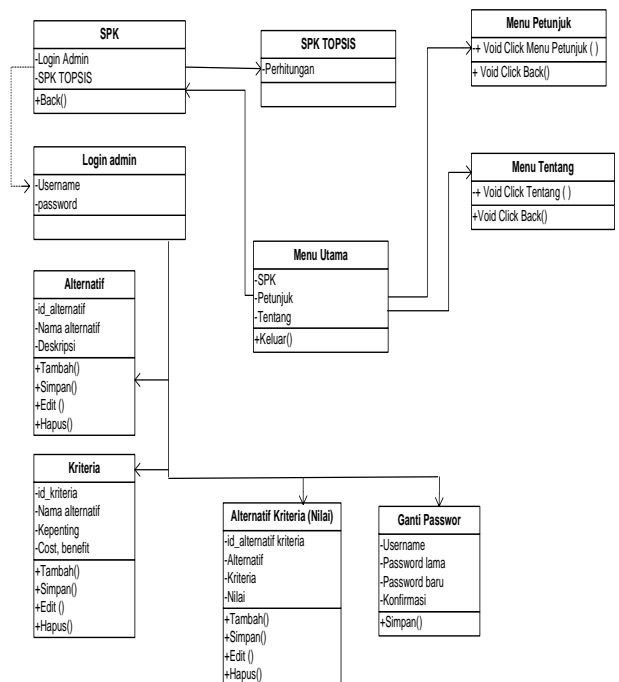 SPK
-Login Admin
-SPK TOPSIS
+Back()
SPK TOPSIS
-Perhitungan
Menu Petunjuk
-+ Void Click Menu Petunjuk ( )
+ Void Click Back()
Login admin
-Username
-password
Menu Tentang
-+ Void Click Tentang ( )
+Void Click Back()
Menu Utama
-SPK
-Petunjuk
-Tentang
+Keluar()
Alternatif
-id_alternatif
-Nama alternatif
-Deskripsi
+Tambah()
+Simpan()
+Edit ()
+Hapus()
Kriteria
-id_kriteria
-Nama alternatif
-Kepenting
-Cost, benefit
+Tambah()
+Simpan()
+Edit ()
+Hapus()
Alternatif Kriteria (Nilai)
-id_alternatif kriteria
-Alternatif
-Kriteria
-Nilai
+Tambah()
+Simpan()
+Edit ()
+Hapus()
Ganti Passwor
-Username
-Password lama
-Password baru
-Konfirmasi
+Simpan()